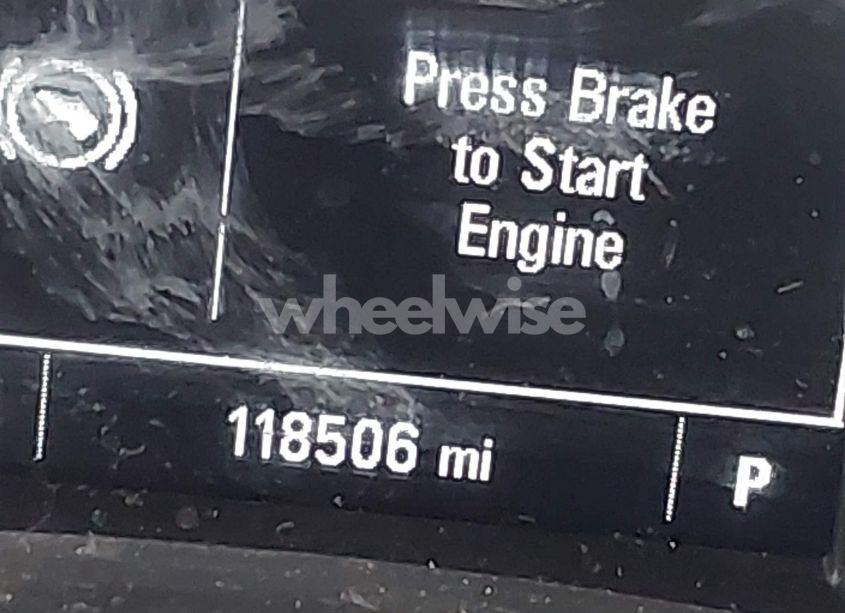 Press Brake
to Start
Engine
wheelwise
118506 mi
P